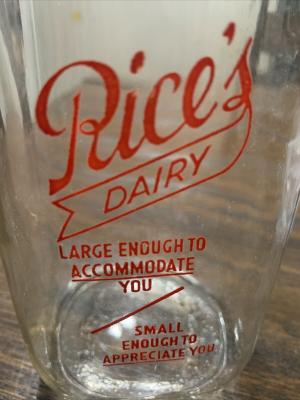 Rice's
DAIRY
LARGE ENOUGH TO
ACCOMMODATE
YOU
SMALL
ENOUGH TO
APPRECIATE YOU